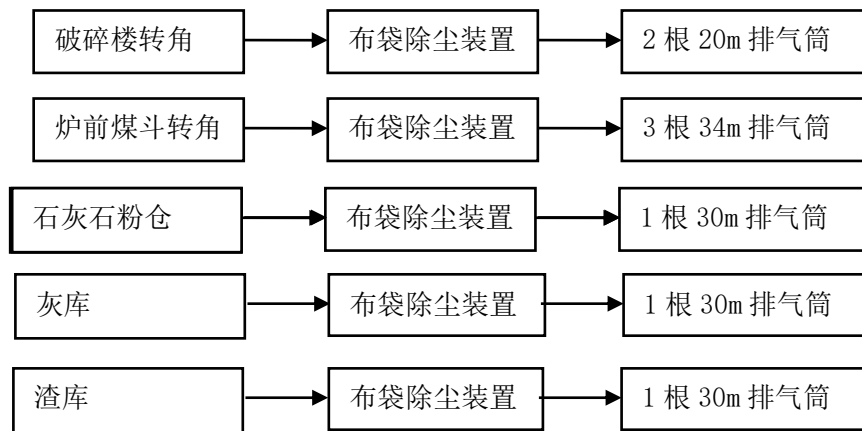 破碎楼转角 布袋除尘装置 2 根 20m 排气筒
炉前煤斗转角 布袋除尘装置 3 根 34m 排气筒
石灰石粉仓 布袋除尘装置 1 根 30m 排气筒
灰库 布袋除尘装置 1 根 30m 排气筒
渣库 布袋除尘装置 1 根 30m 排气筒